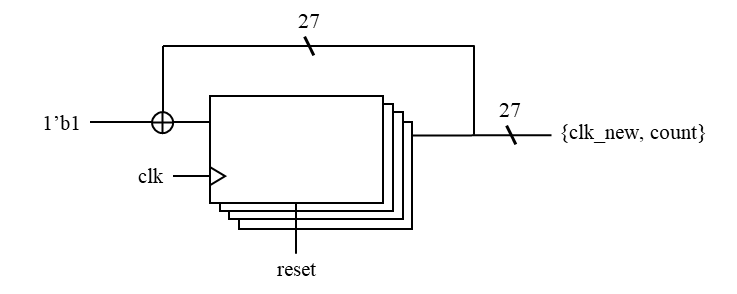 27
27
1’b1
{clk_new, count}
clk
reset